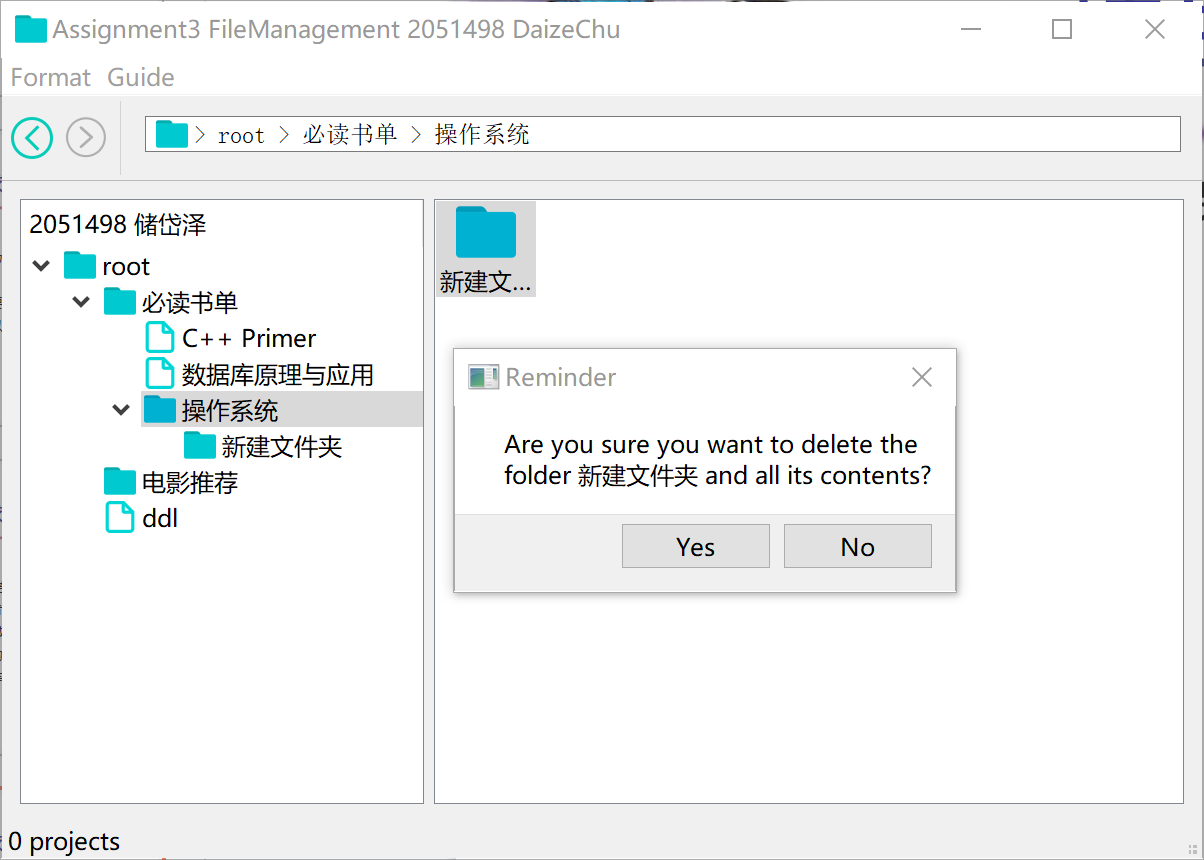 Assignment3 FileManagement 2051498 DaizeChu
Format Guide
root 必读书单 操作系统
2051498 储岱泽
root
必读书单
C++ Primer
数据库原理与应用
操作系统
新建文件夹
电影推荐
ddl
新建文...
Reminder
Are you sure you want to delete the
folder 新建文件夹 and all its contents?
Yes No
0 projects